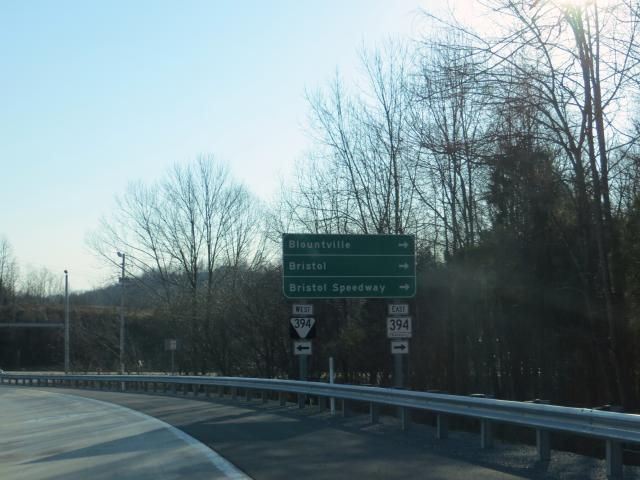 Blountville →
Bristol →
Bristol Speedway →
WEST EAST
394 394
← →